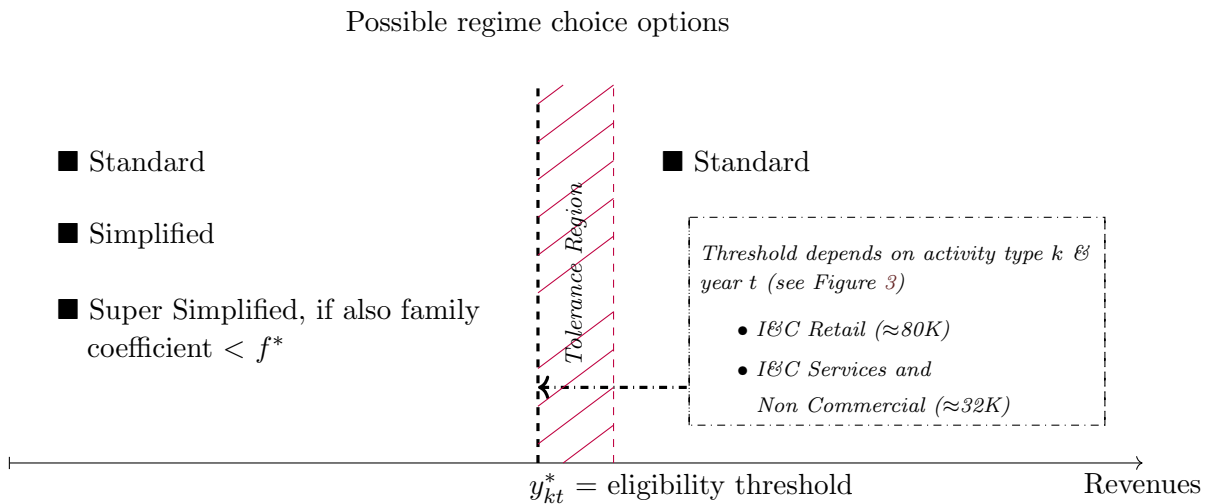 Possible regime choice options
■ Standard
■ Simplified
■ Super Simplified, if also family
coefficient < f*
Tolerance Region
■ Standard
Threshold depends on activity type k &
year t (see Figure 3)
• I&C Retail (≈80K)
• I&C Services and
Non Commercial (≈32K)
y*kt = eligibility threshold
Revenues